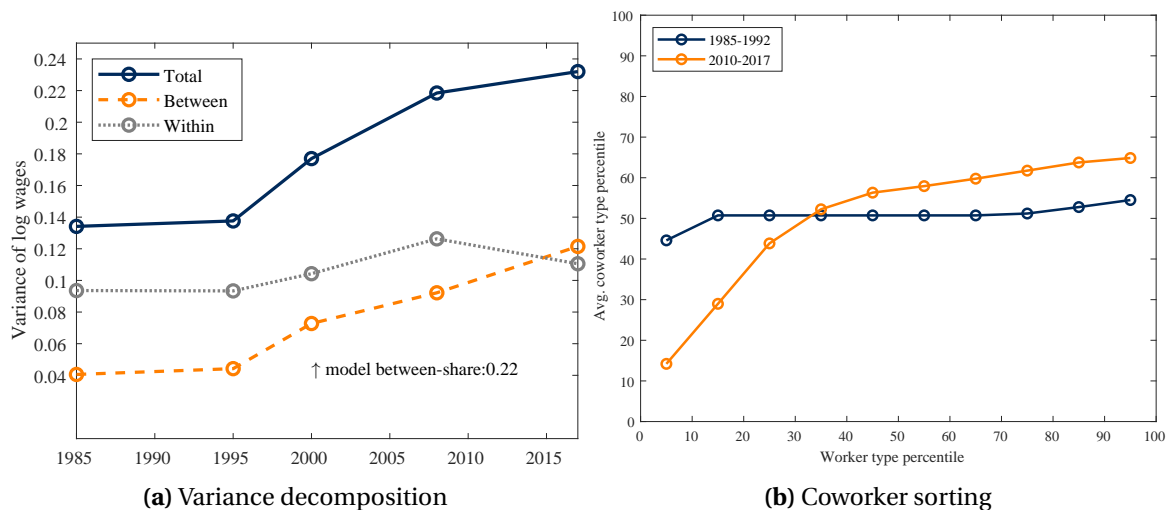 Total
Between
Within
0.24
0.22
0.2
0.18
0.16
0.14
0.12
0.1
0.08
0.06
0.04
Variance of log wages
↑ model between-share:0.22
1985 1990 1995 2000 2005 2010 2015
(a) Variance decomposition
1985-1992
2010-2017
100
90
80
70
60
50
40
30
20
10
0
Avg. coworker type percentile
0 10 20 30 40 50 60 70 80 90 100
Worker type percentile
(b) Coworker sorting